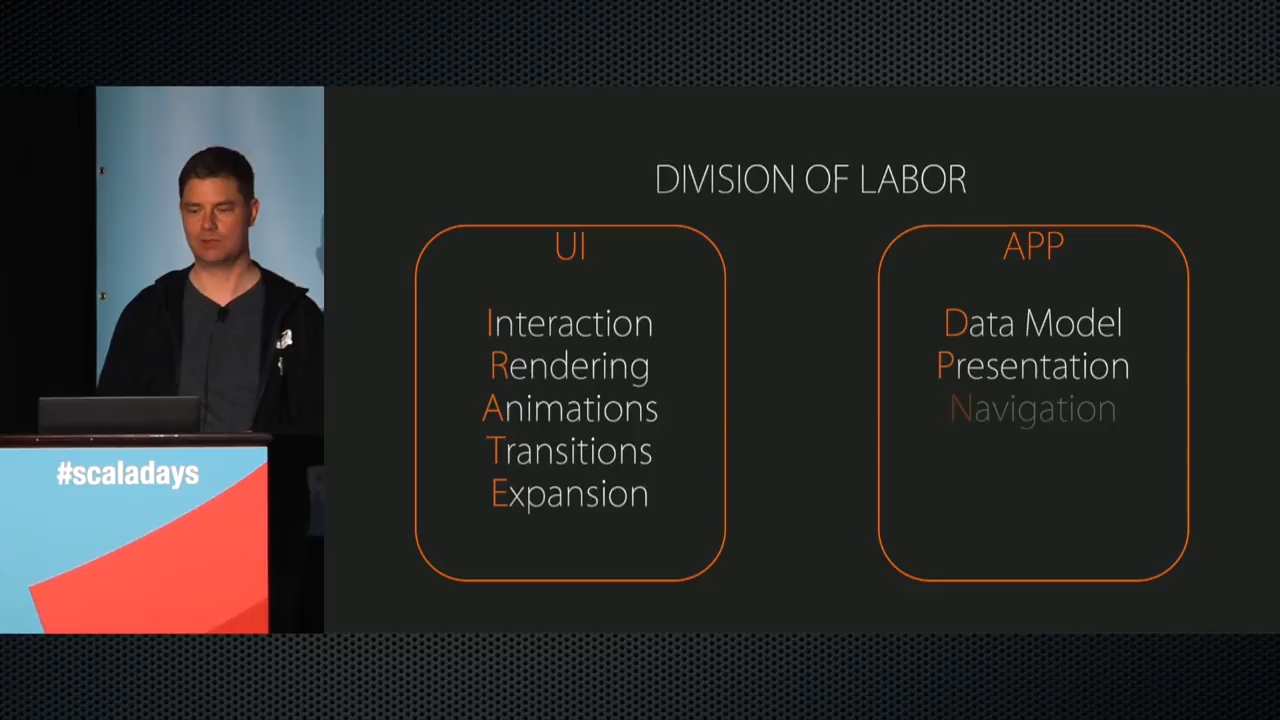 DIVISION OF LABOR
UI
Interaction
Rendering
Animations
Transitions
Expansion
APP
Data Model
Presentation
Navigation
#scaladays